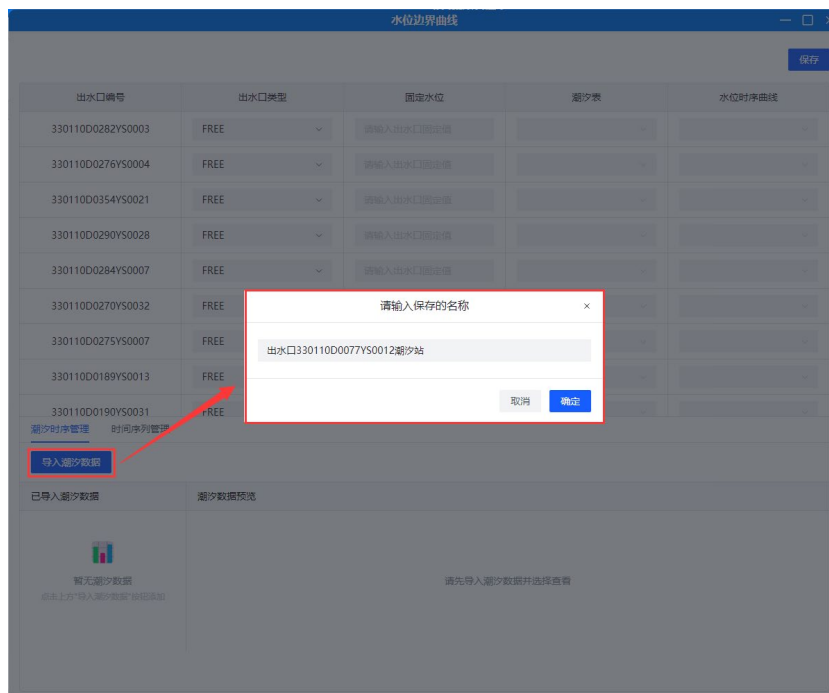 水位边界曲线
保存
出水口编号 出水口类型 固定水位 潮汐表 水位时序曲线
330110D0282YS0003 FREE 请输入出水口固定值
330110D0276YS0004 FREE 请输入出水口固定值
330110D0354YS0021 FREE 请输入出水口固定值
330110D0290YS0028 FREE 请输入出水口固定值
330110D0284YS0007 FREE 请输入出水口固定值
330110D0270YS0032 FREE
330110D0275YS0007 FREE
330110D0189YS0013 FREE
330110D0190YS0031 FREE
请输入保存的名称 ×
出水口330110D0077YS0012潮汐站
取消 确定
潮汐时序管理 时间序列管理
导入潮汐数据
已导入潮汐数据 潮汐数据预览
暂无潮汐数据
点击上方"导入潮汐数据"按钮添加
请先导入潮汐数据并选择查看